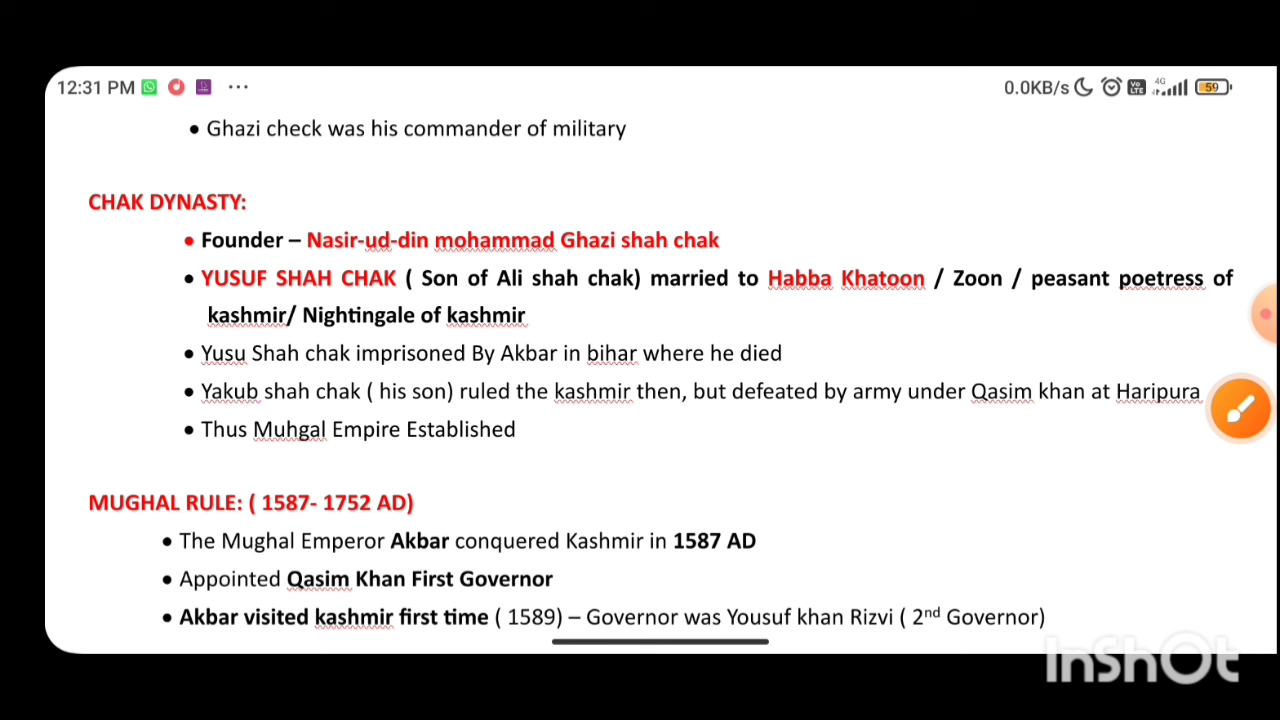 12:31 PM ... 0.0KB/s 4G Vo LTE 59
• Ghazi check was his commander of military
CHAK DYNASTY:
• Founder – Nasir-ud-din mohammad Ghazi shah chak
• YUSUF SHAH CHAK ( Son of Ali shah chak) married to Habba Khatoon / Zoon / peasant poetress of
kashmir/ Nightingale of kashmir
• Yusu Shah chak imprisoned By Akbar in bihar where he died
• Yakub shah chak ( his son) ruled the kashmir then, but defeated by army under Qasim khan at Haripura
• Thus Muhgal Empire Established
MUGHAL RULE: ( 1587- 1752 AD)
• The Mughal Emperor Akbar conquered Kashmir in 1587 AD
• Appointed Qasim Khan First Governor
• Akbar visited kashmir first time ( 1589) – Governor was Yousuf khan Rizvi ( 2nd Governor)
InShOt